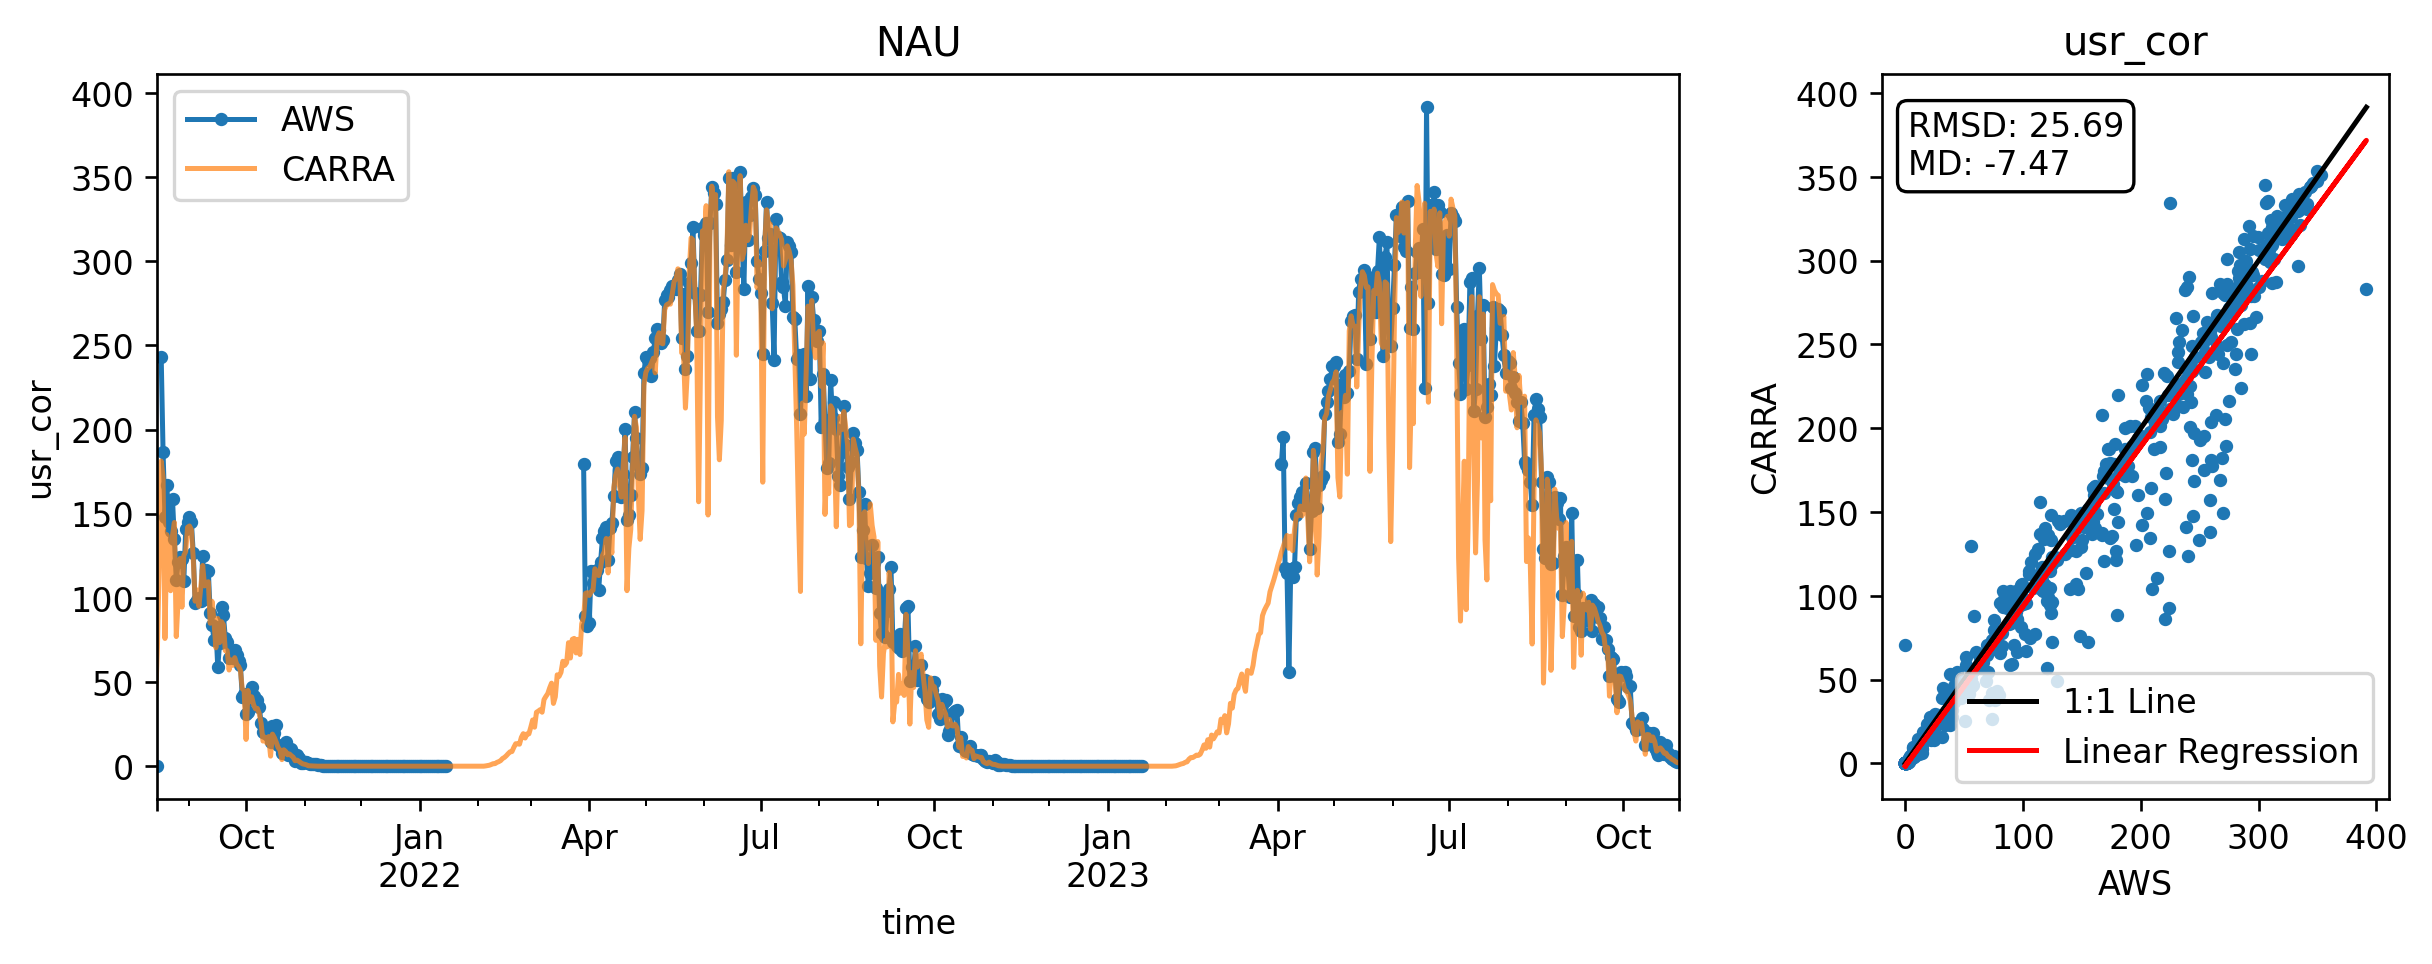 NAU
400
350
300
250
200
150
100
50
0
usr_cor
AWS
CARRA
Oct
Jan
2022
Apr
Jul
Oct
Jan
2023
Apr
Jul
Oct
time
usr_cor
400
350
300
250
200
150
100
50
0
CARRA
RMSD: 25.69
MD: -7.47
1:1 Line
Linear Regression
0 100 200 300 400
AWS